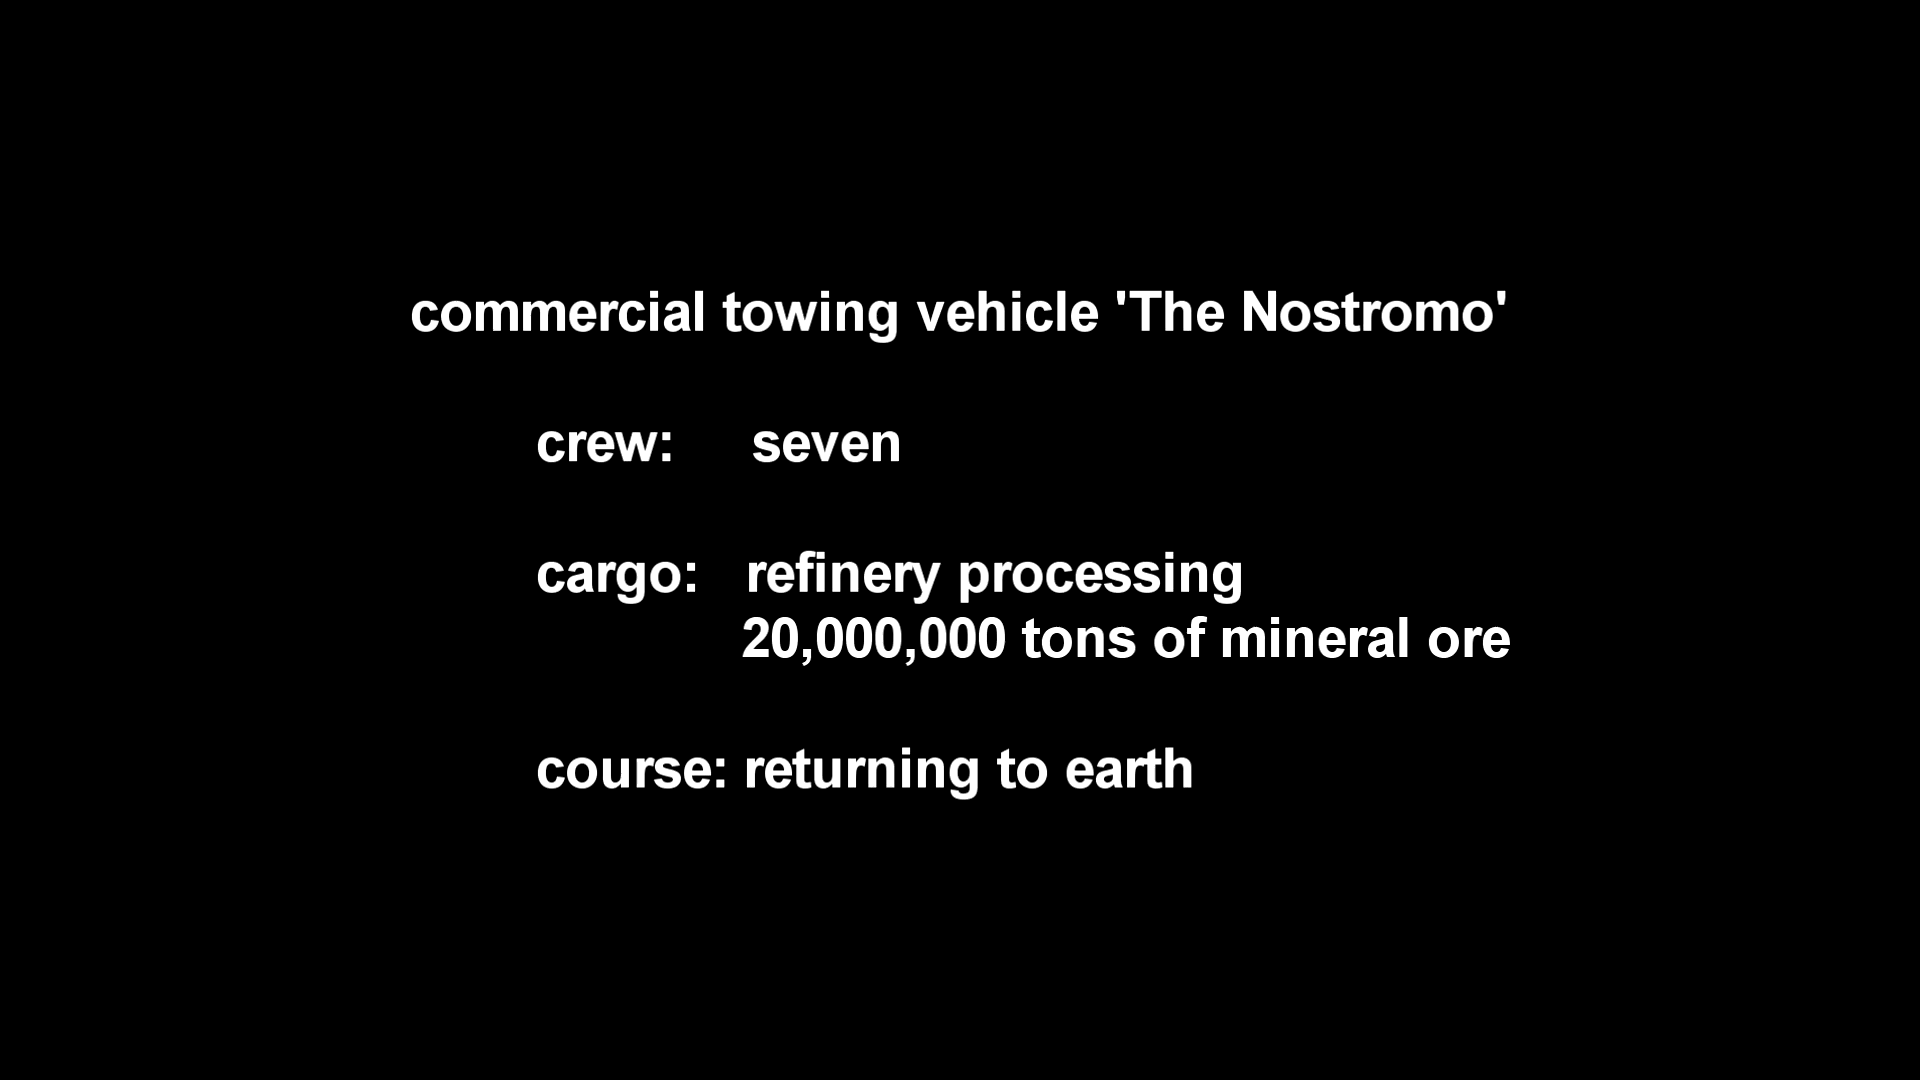 commercial towing vehicle 'The Nostromo'
crew: seven
cargo: refinery processing
20,000,000 tons of mineral ore
course: returning to earth